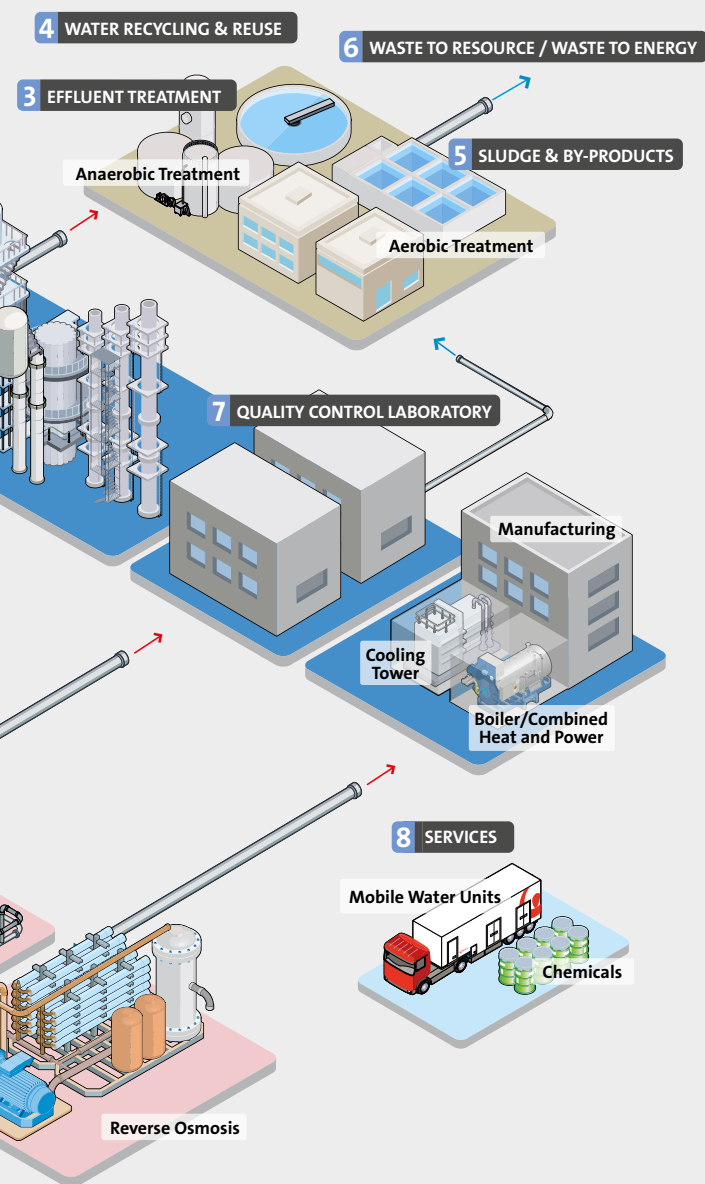 4 WATER RECYCLING & REUSE
6 WASTE TO RESOURCE / WASTE TO ENERGY
3 EFFLUENT TREATMENT
5 SLUDGE & BY-PRODUCTS
Anaerobic Treatment
Aerobic Treatment
7 QUALITY CONTROL LABORATORY
Manufacturing
Cooling
Tower
Boiler/Combined
Heat and Power
8 SERVICES
Mobile Water Units
Chemicals
Reverse Osmosis